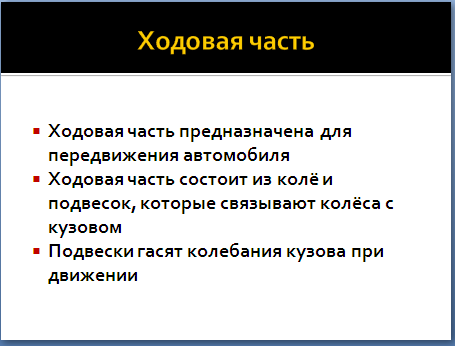 Ходовая часть
Ходовая часть предназначена для
передвижения автомобиля
Ходовая часть состоит из колё и
подвесок, которые связывают колёса с
кузовом
Подвески гасят колебания кузова при
движении